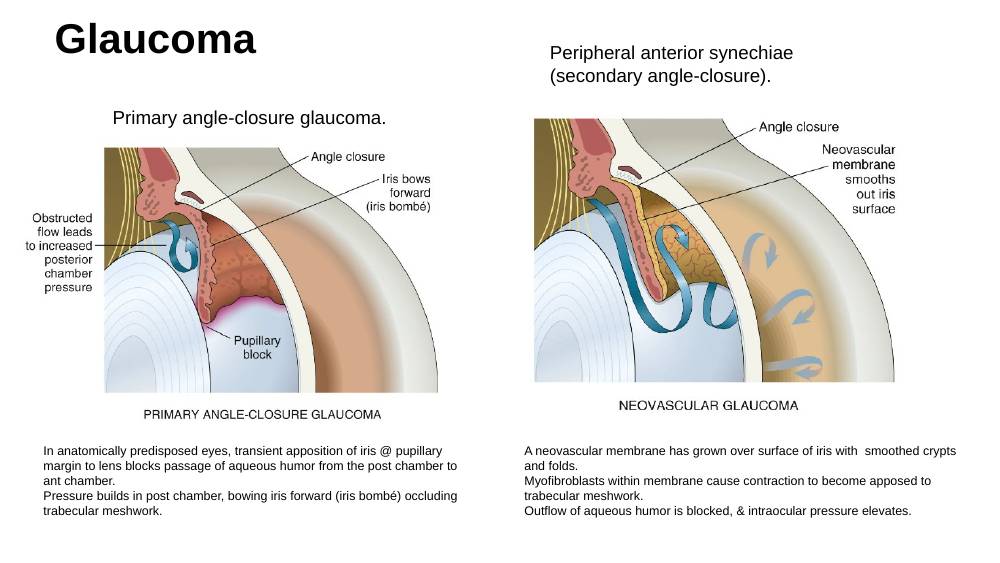 Glaucoma
Primary angle-closure glaucoma.
Angle closure
Iris bows
forward
(iris bombé)
Obstructed
flow leads
to increased
posterior
chamber
pressure
Pupillary
block
PRIMARY ANGLE-CLOSURE GLAUCOMA
In anatomically predisposed eyes, transient apposition of iris @ pupillary
margin to lens blocks passage of aqueous humor from the post chamber to
ant chamber.
Pressure builds in post chamber, bowing iris forward (iris bombé) occluding
trabecular meshwork.
Peripheral anterior synechiae
(secondary angle-closure).
Angle closure
Neovascular
membrane
smooths
out iris
surface
NEOVASCULAR GLAUCOMA
A neovascular membrane has grown over surface of iris with  smoothed crypts
and folds.
Myofibroblasts within membrane cause contraction to become apposed to
trabecular meshwork.
Outflow of aqueous humor is blocked, & intraocular pressure elevates.